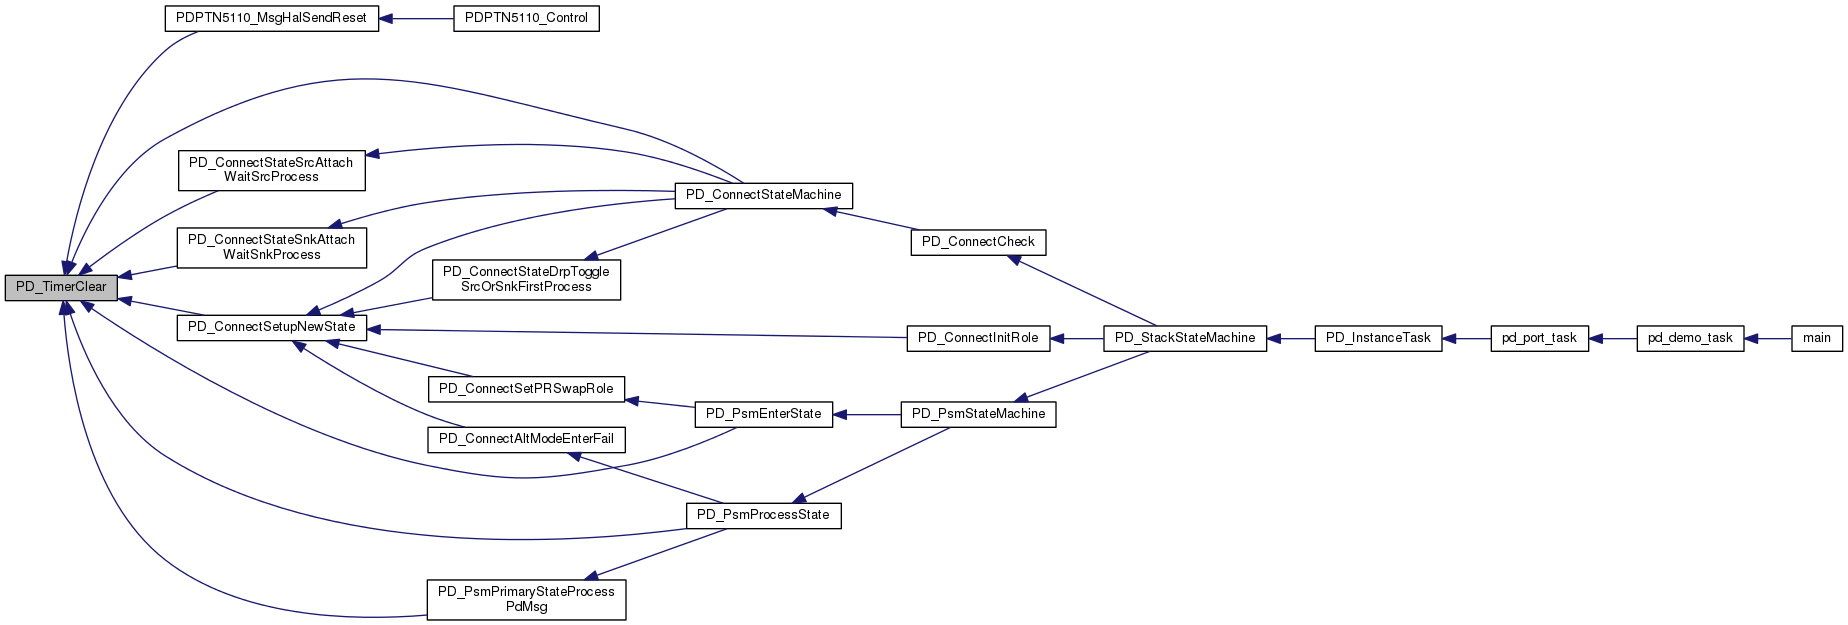 PDPTN5110_MsgHalSendReset
PDPTN5110_Control
PD_ConnectStateSrcAttach
WaitSrcProcess
PD_ConnectStateMachine
PD_ConnectStateSnkAttach
WaitSnkProcess
PD_ConnectCheck
PD_ConnectStateDrpToggle
SrcOrSnkFirstProcess
PD_TimerClear
PD_ConnectSetupNewState
PD_ConnectInitRole
PD_StackStateMachine
PD_InstanceTask
pd_port_task
pd_demo_task
main
PD_ConnectSetPRSwapRole
PD_PsmEnterState
PD_PsmStateMachine
PD_ConnectAltModeEnterFail
PD_PsmProcessState
PD_PsmPrimaryStateProcess
PdMsg